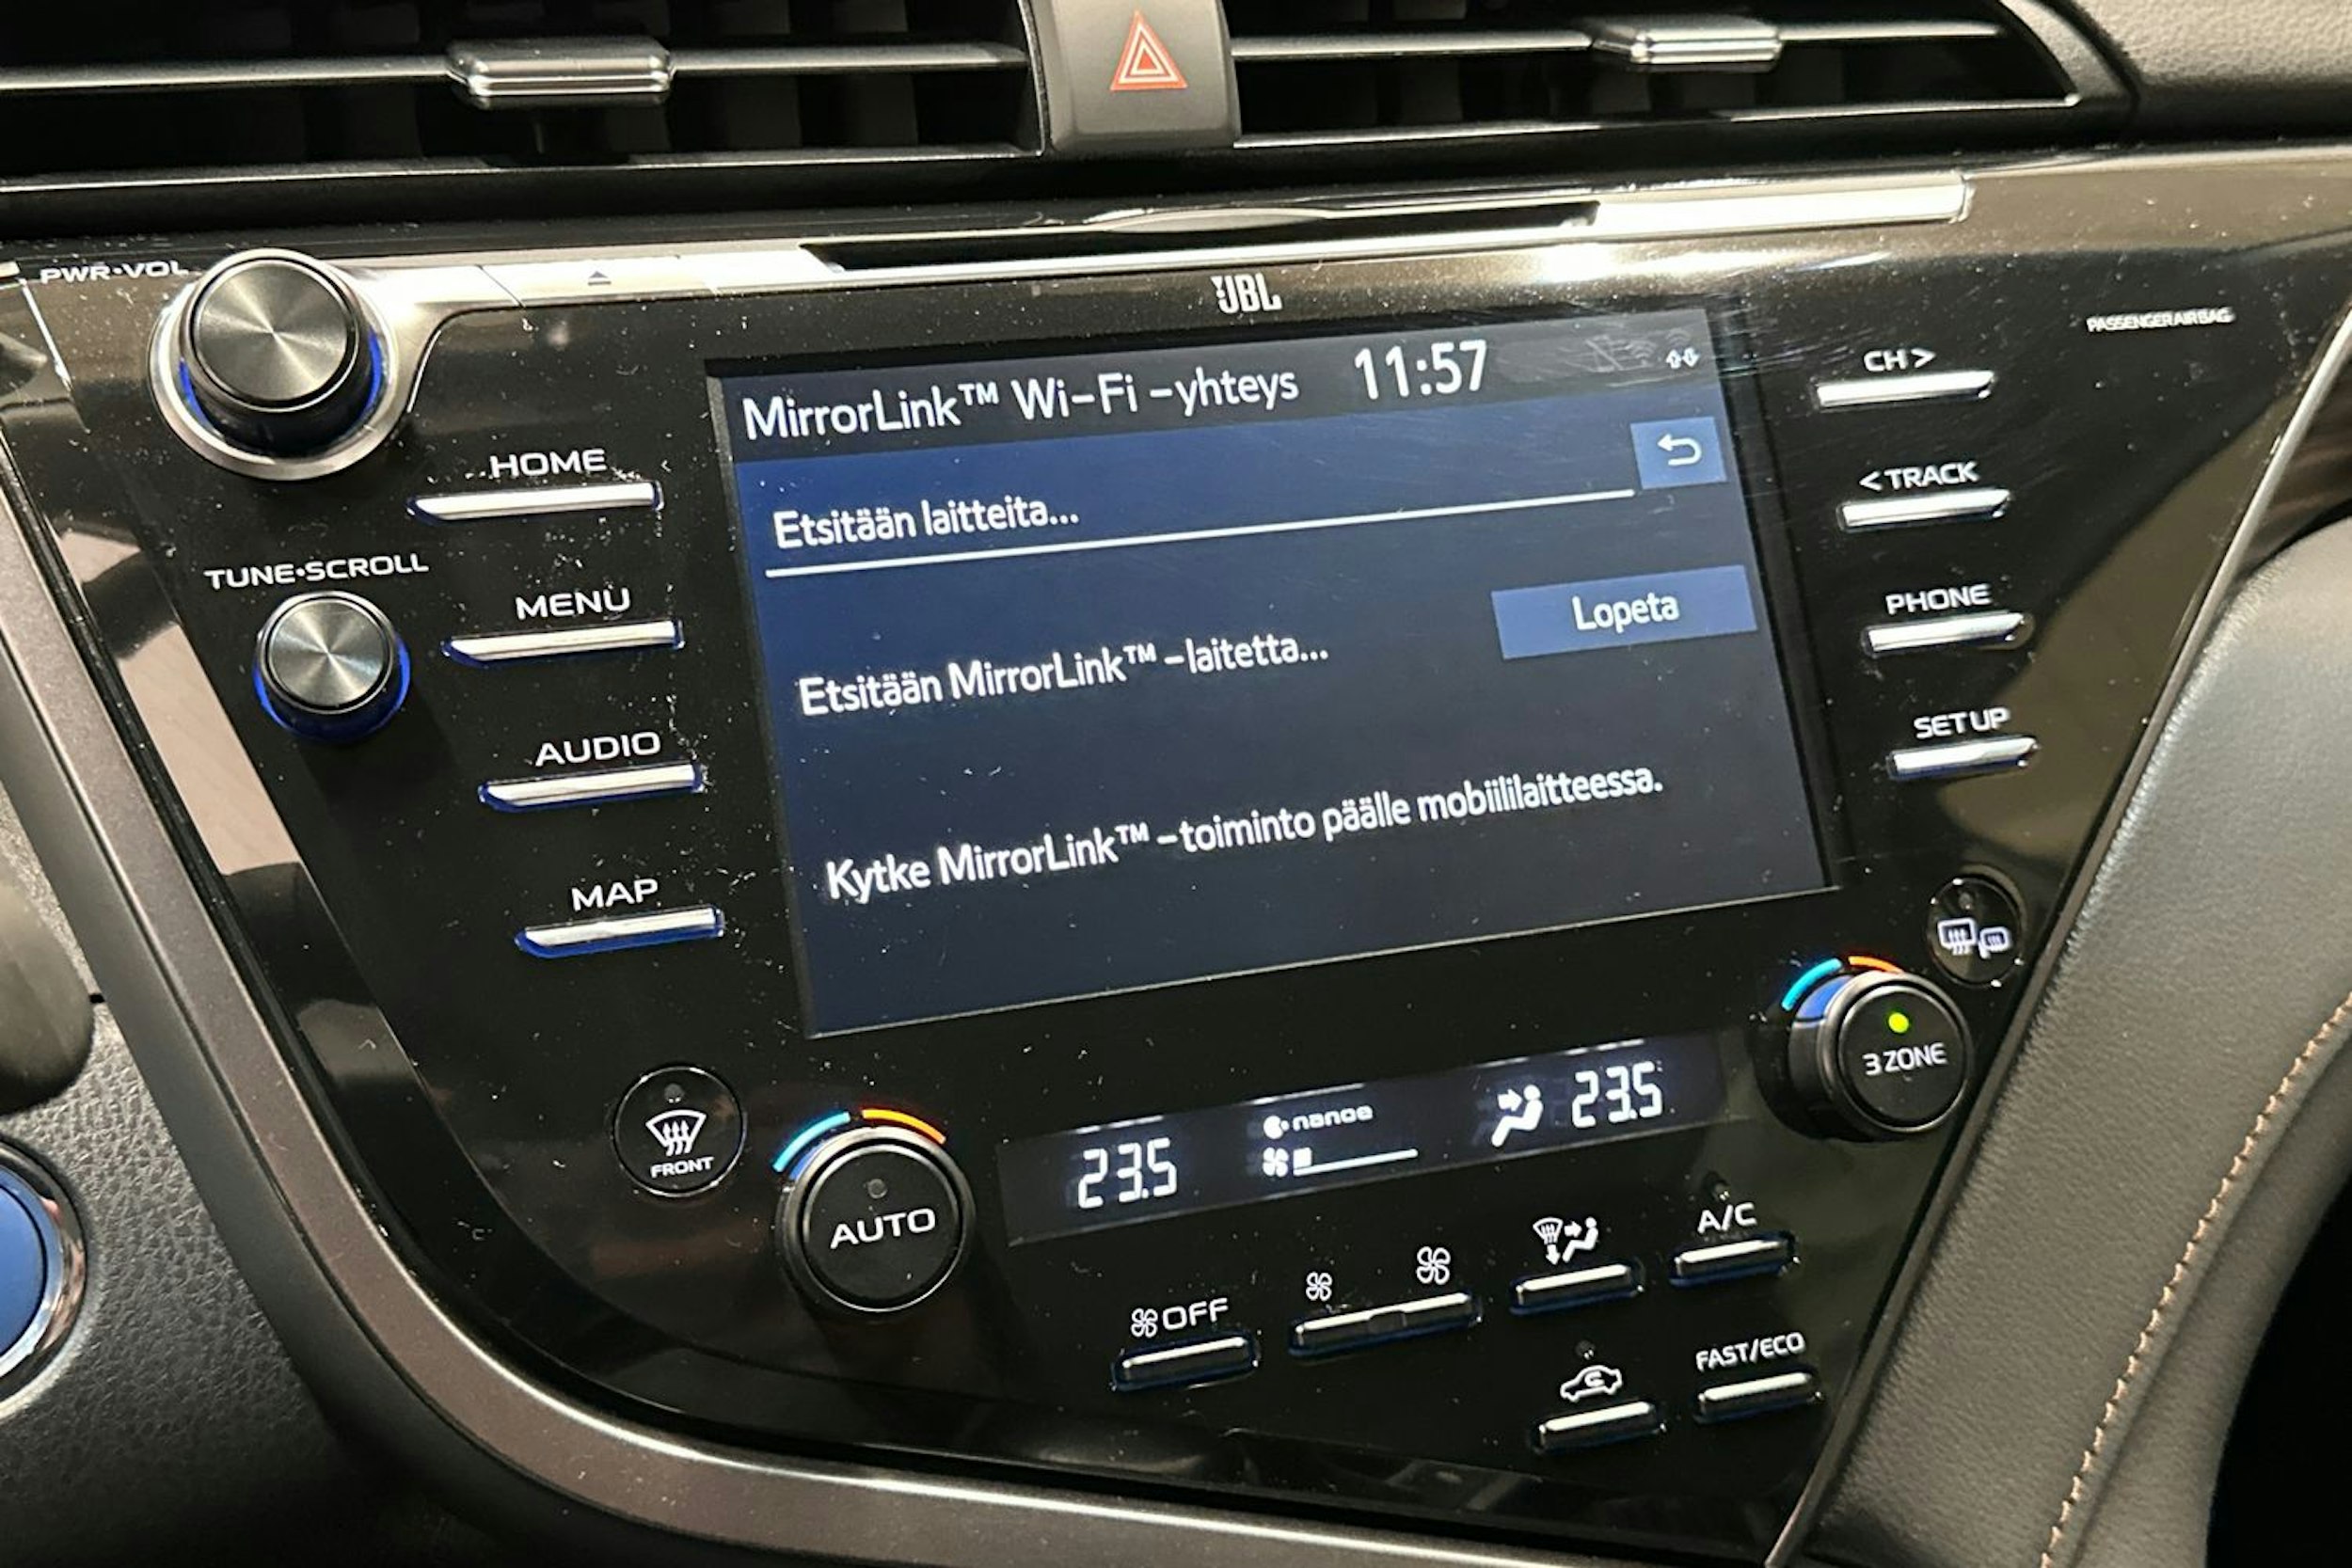 PWR•VOL
JBL
PASSENGER AIRBAG
MirrorLink™ Wi-Fi -yhteys 11:57
CH >
HOME
Etsitään laitteita...
< TRACK
TUNE•SCROLL
MENU
Lopeta
PHONE
Etsitään MirrorLink™ -laitetta...
AUDIO
SETUP
Kytke MirrorLink™ -toiminto päälle mobiililaitteessa.
MAP
3 ZONE
FRONT
AUTO
23.5 nanoe 23.5
A/C
OFF
FAST/ECO